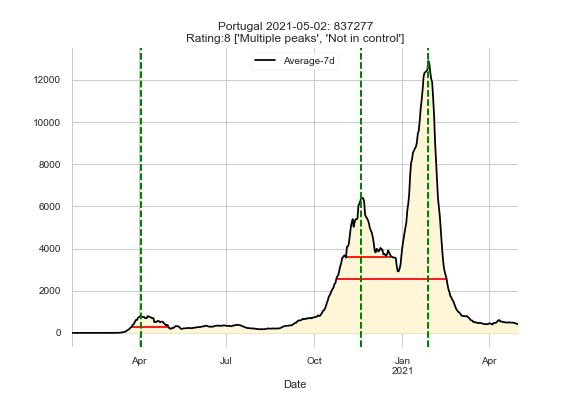 Portugal 2021-05-02: 837277
Rating:8 ['Multiple peaks', 'Not in control']
Average-7d
12000
10000
8000
6000
4000
2000
0
Apr Jul Oct Jan Apr
2021
Date